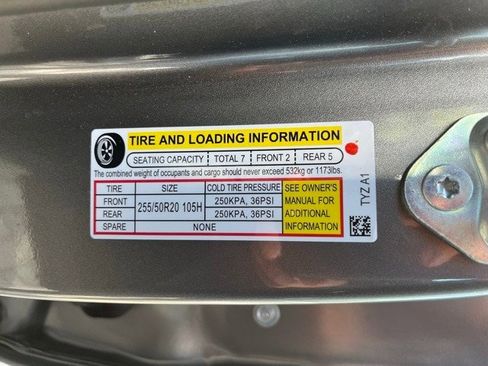 TIRE AND LOADING INFORMATION
SEATING CAPACITY TOTAL 7 FRONT 2 REAR 5
The combined weight of occupants and cargo should never exceed 532kg or 1173lbs.
TIRE SIZE COLD TIRE PRESSURE SEE OWNER'S
FRONT 255/50R20 105H 250KPA, 36PSI MANUAL FOR
REAR 250KPA, 36PSI ADDITIONAL
SPARE NONE INFORMATION
TYZ A1